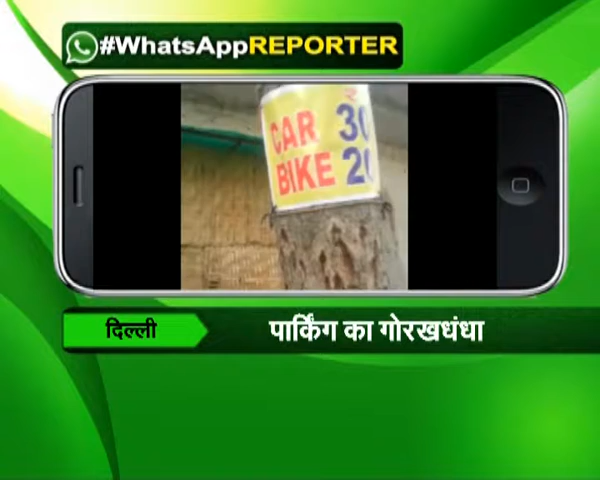 #WhatsAppREPORTER
₹
CAR 30
BIKE 20
दिल्ली
पार्किंग का गोरखधंधा